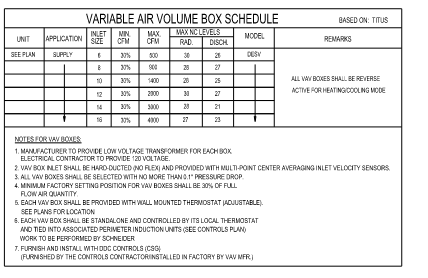 VARIABLE AIR VOLUME BOX SCHEDULE
BASED ON: TITUS
UNIT APPLICATION INLET SIZE MIN. CFM MAX. CFM MAX NC LEVELS RAD. DISCH. MODEL REMARKS
SEE PLAN SUPPLY 6 30% 500 30 26 DESV
8 30% 900 26 27
10 30% 1400 26 25
12 30% 2000 30 27
14 30% 3000 28 21
16 30% 4000 27 23
ALL VAV BOXES SHALL BE REVERSE
ACTIVE FOR HEATING/COOLING MODE
NOTES FOR VAV BOXES:
1. MANUFACTURER TO PROVIDE LOW VOLTAGE TRANSFORMER FOR EACH BOX.
ELECTRICAL CONTRACTOR TO PROVIDE 120 VOLTAGE.
2. VAV BOX INLET SHALL BE HARD-DUCTED (NO FLEX) AND PROVIDED WITH MULTI-POINT CENTER AVERAGING INLET VELOCITY SENSORS.
3. ALL VAV BOXES SHALL BE SELECTED WITH NO MORE THAN 0.1" PRESSURE DROP.
4. MINIMUM FACTORY SETTING POSITION FOR VAV BOXES SHALL BE 30% OF FULL
FLOW AIR QUANTITY.
5. EACH VAV BOX SHALL BE PROVIDED WITH WALL MOUNTED THERMOSTAT (ADJUSTABLE).
SEE PLANS FOR LOCATION
6. EACH VAV BOX SHALL BE STANDALONE AND CONTROLLED BY ITS LOCAL THERMOSTAT
AND TIED INTO ASSOCIATED PERIMETER INDUCTION UNITS (SEE CONTROLS PLAN)
WORK TO BE PERFORMED BY SCHNEIDER
7. FURNISH AND INSTALL WITH DDC CONTROLS (CSG)
(FURNISHED BY THE CONTROLS CONTRACTOR/INSTALLED IN FACTORY BY VAV MFR.)